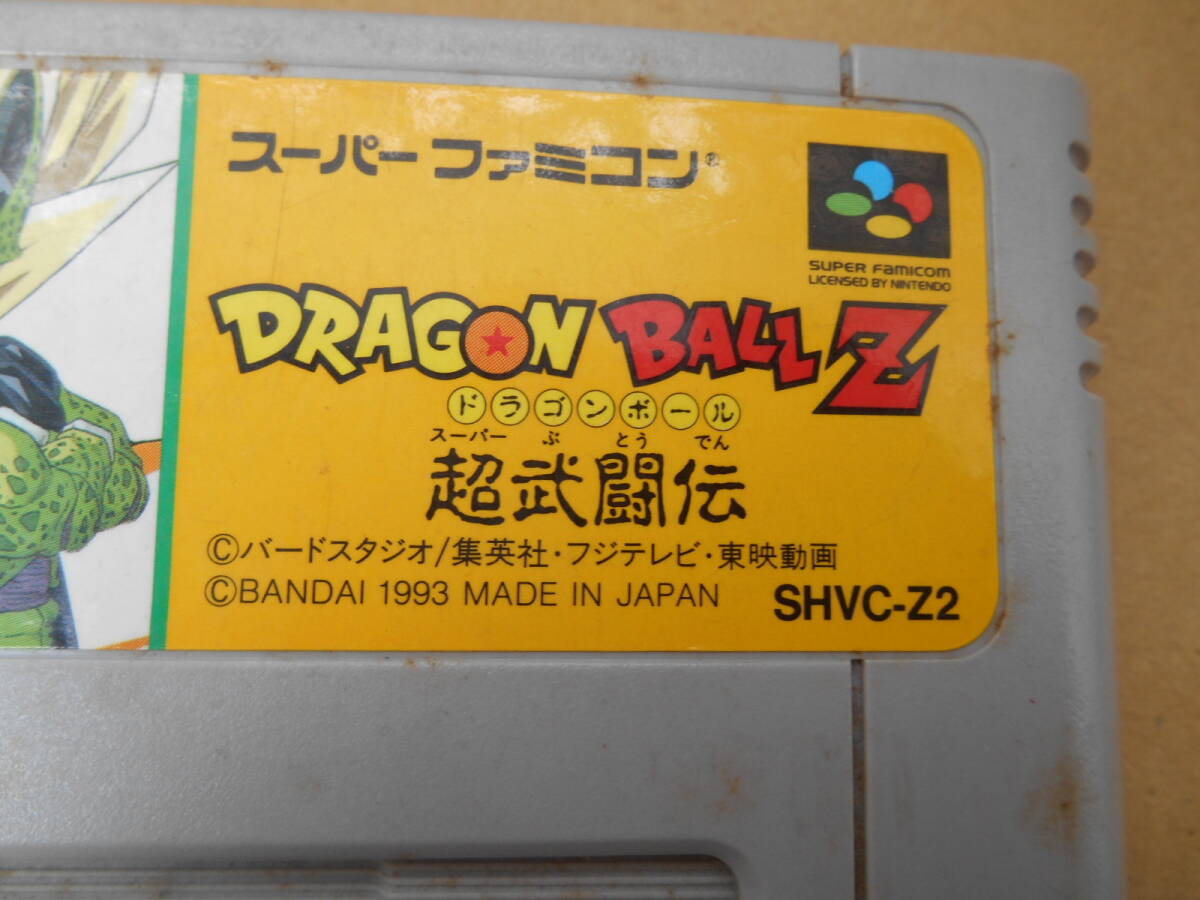 スーパーファミコン®
SUPER FAMICOM
LICENSED BY NINTENDO
DRAGON BALL Z
ドラゴンボール
スーパー ぶ とう でん
超武闘伝
©バードスタジオ/集英社・フジテレビ・東映動画
©BANDAI 1993 MADE IN JAPAN SHVC-Z2